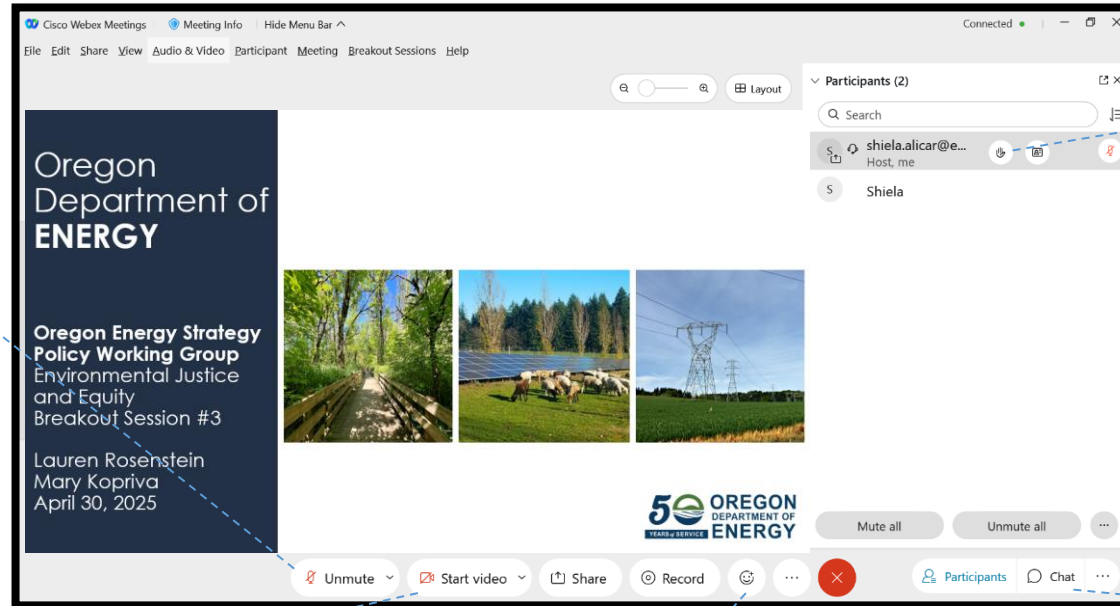 Cisco Webex Meetings Meeting Info Hide Menu Bar
Connected
File Edit Share View Audio & Video Participant Meeting Breakout Sessions Help
Layout
Participants (2)
Search
S shiela.alicar@e...
Host, me
S Shiela
Oregon
Department of
ENERGY
Oregon Energy Strategy
Policy Working Group
Environmental Justice
and Equity
Breakout Session #3
Lauren Rosenstein
Mary Kopriva
April 30, 2025
50 YEARS of SERVICE
OREGON
DEPARTMENT OF
ENERGY
Mute all Unmute all ...
Unmute Start video Share Record ... Participants Chat ...